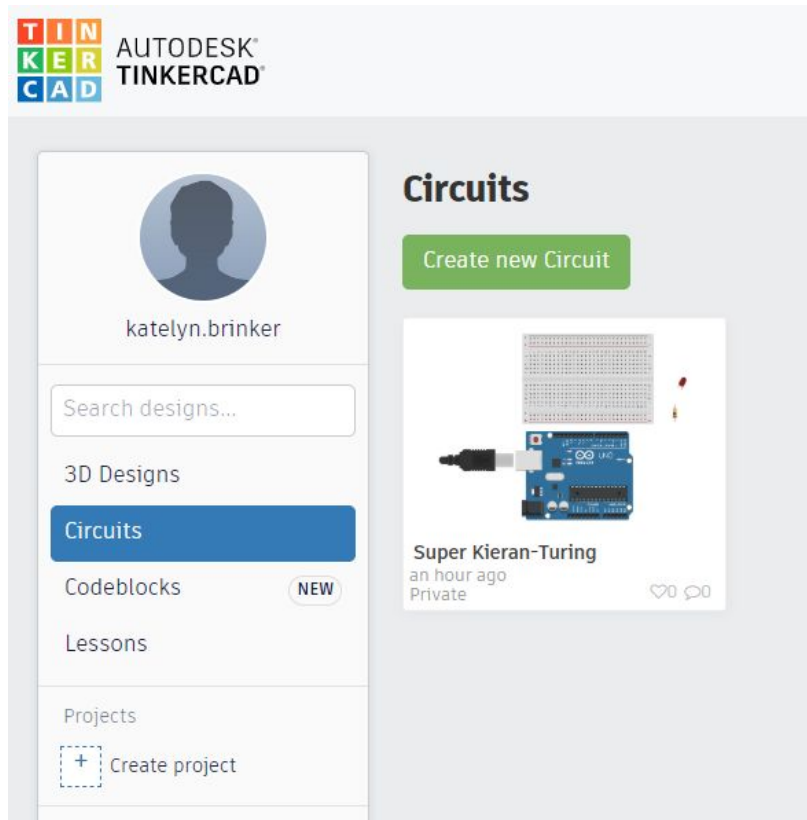 TIN
KER
CAD
AUTODESK®
TINKERCAD®
katelyn.brinker
Search designs...
3D Designs
Circuits
Codeblocks NEW
Lessons
Projects
+ Create project
Circuits
Create new Circuit
UNO
Super Kieran-Turing
an hour ago
Private
0 0